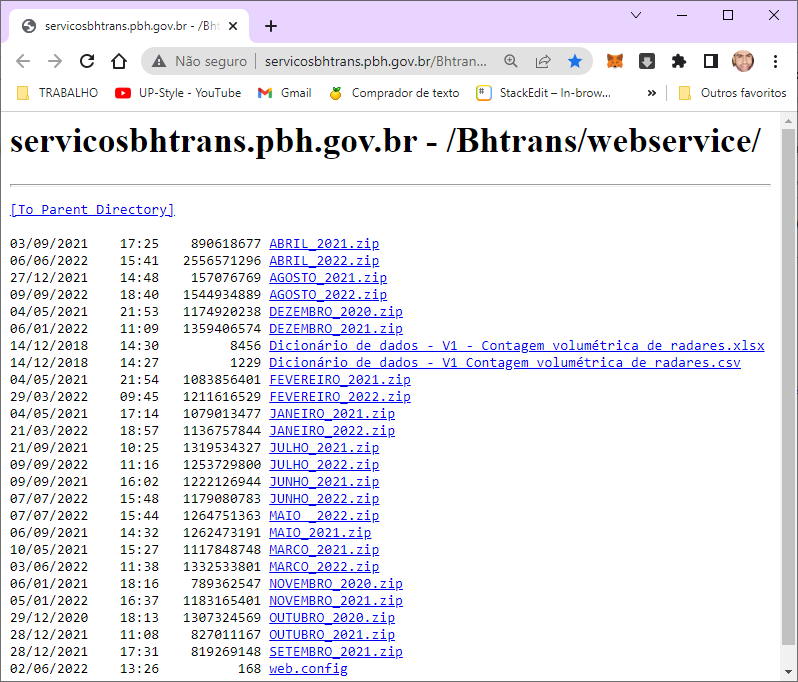 servicosbhtrans.pbh.gov.br - /Bht
Não seguro | servicosbhtrans.pbh.gov.br/Bhtran...
TRABALHO UP-Style - YouTube Gmail Comprador de texto StackEdit – In-brow... » Outros favoritos
servicosbhtrans.pbh.gov.br - /Bhtrans/webservice/
[To Parent Directory]
03/09/2021 17:25 890618677 ABRIL_2021.zip
06/06/2022 15:41 2556571296 ABRIL_2022.zip
27/12/2021 14:48 157076769 AGOSTO_2021.zip
09/09/2022 18:40 1544934889 AGOSTO_2022.zip
04/05/2021 21:53 1174920238 DEZEMBRO_2020.zip
06/01/2022 11:09 1359406574 DEZEMBRO_2021.zip
14/12/2018 14:30 8456 Dicionário de dados - V1 - Contagem volumétrica de radares.xlsx
14/12/2018 14:27 1229 Dicionário de dados - V1 Contagem volumétrica de radares.csv
04/05/2021 21:54 1083856401 FEVEREIRO_2021.zip
29/03/2022 09:45 1211616529 FEVEREIRO_2022.zip
04/05/2021 17:14 1079013477 JANEIRO_2021.zip
21/03/2022 18:57 1136757844 JANEIRO_2022.zip
21/09/2021 10:25 1319534327 JULHO_2021.zip
09/09/2022 11:16 1253729800 JULHO_2022.zip
09/09/2021 16:02 1222126944 JUNHO_2021.zip
07/07/2022 15:48 1179080783 JUNHO_2022.zip
07/07/2022 15:44 1264751363 MAIO _2022.zip
06/09/2021 14:32 1262473191 MAIO_2021.zip
10/05/2021 15:27 1117848748 MARCO_2021.zip
03/06/2022 11:38 1332533801 MARCO_2022.zip
06/01/2021 18:16 789362547 NOVEMBRO_2020.zip
05/01/2022 16:37 1183165401 NOVEMBRO_2021.zip
29/12/2020 18:13 1307324569 OUTUBRO_2020.zip
28/12/2021 11:08 827011167 OUTUBRO_2021.zip
28/12/2021 17:31 819269148 SETEMBRO_2021.zip
02/06/2022 13:26 168 web.config